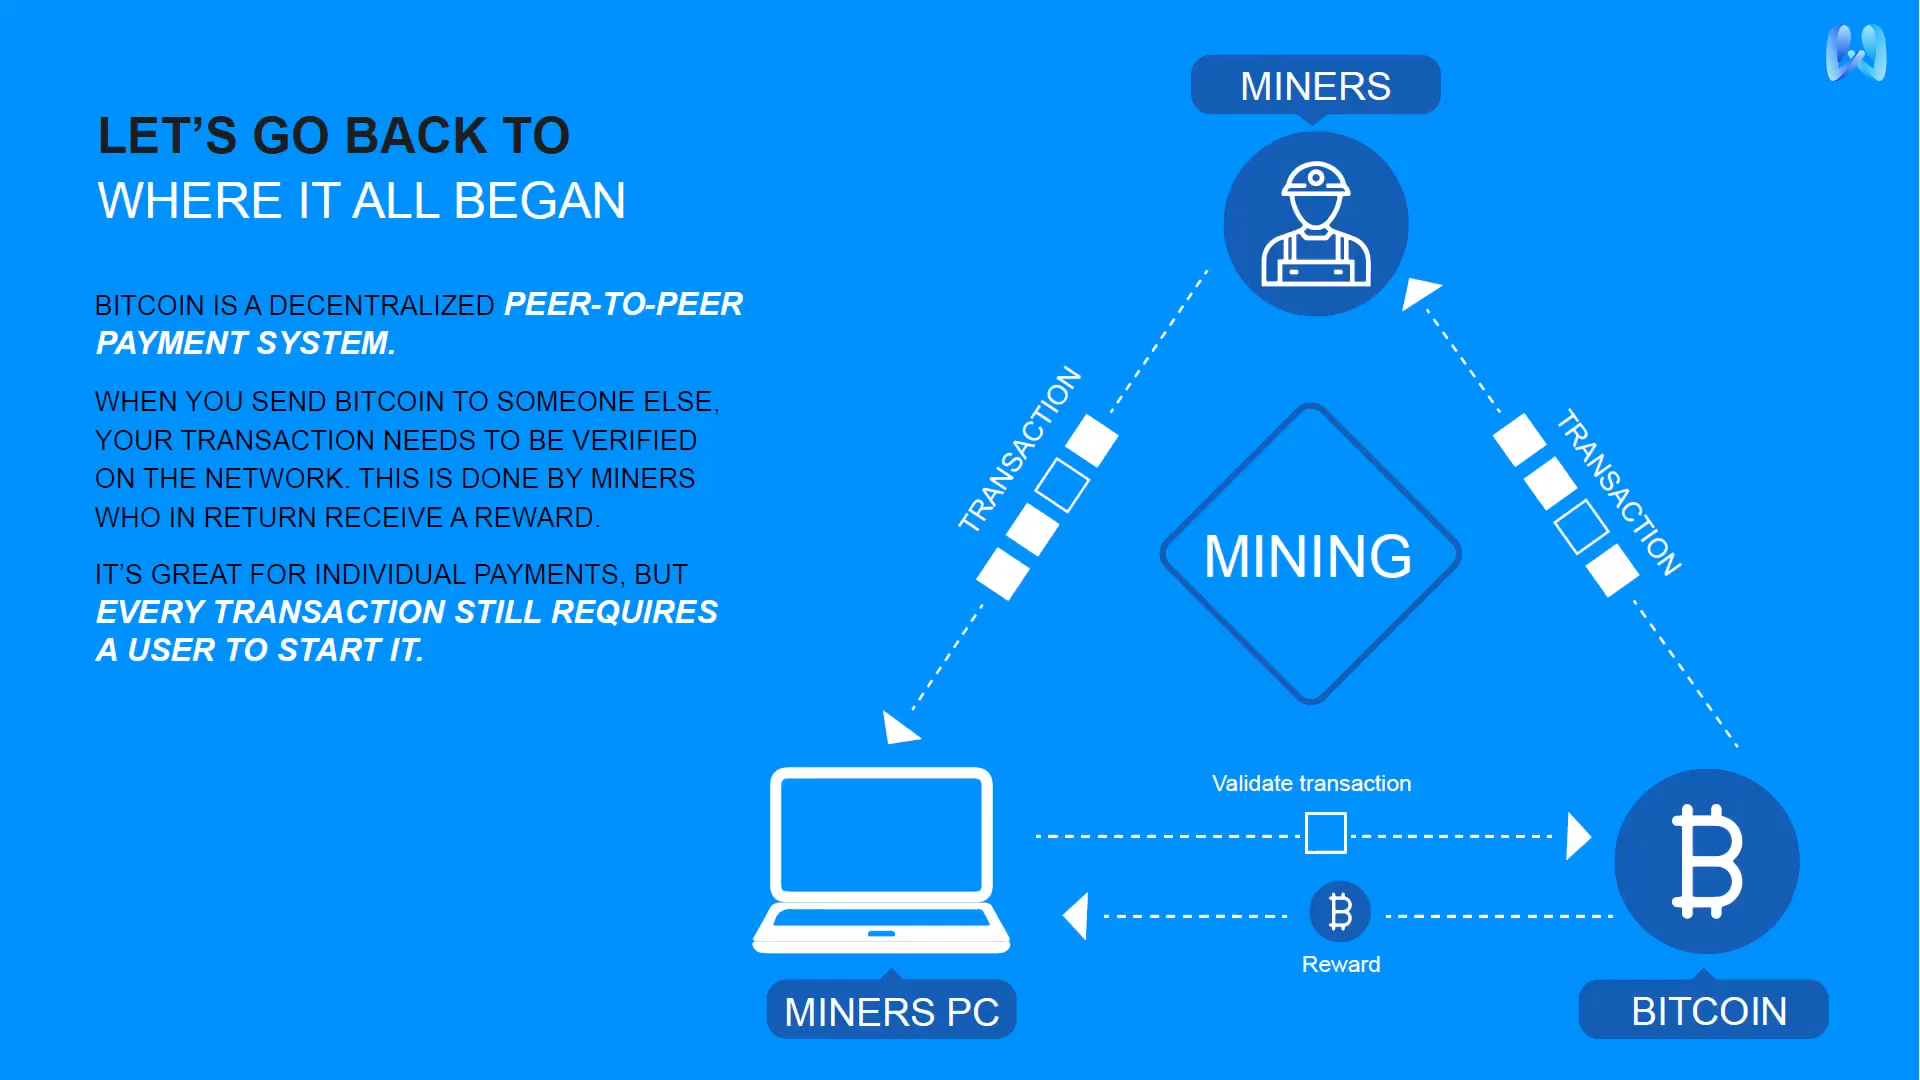 LET’S GO BACK TO
WHERE IT ALL BEGAN
BITCOIN IS A DECENTRALIZED PEER-TO-PEER
PAYMENT SYSTEM.
WHEN YOU SEND BITCOIN TO SOMEONE ELSE,
YOUR TRANSACTION NEEDS TO BE VERIFIED
ON THE NETWORK. THIS IS DONE BY MINERS
WHO IN RETURN RECEIVE A REWARD.
IT’S GREAT FOR INDIVIDUAL PAYMENTS, BUT
EVERY TRANSACTION STILL REQUIRES
A USER TO START IT.
MINERS
TRANSACTION
TRANSACTION
MINING
Validate transaction
Reward
MINERS PC
BITCOIN